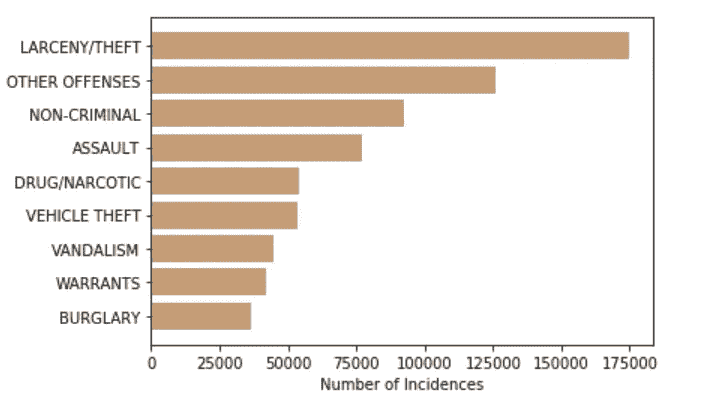 LARCENY/THEFT
OTHER OFFENSES
NON-CRIMINAL
ASSAULT
DRUG/NARCOTIC
VEHICLE THEFT
VANDALISM
WARRANTS
BURGLARY
0 25000 50000 75000 100000 125000 150000 175000
Number of Incidences